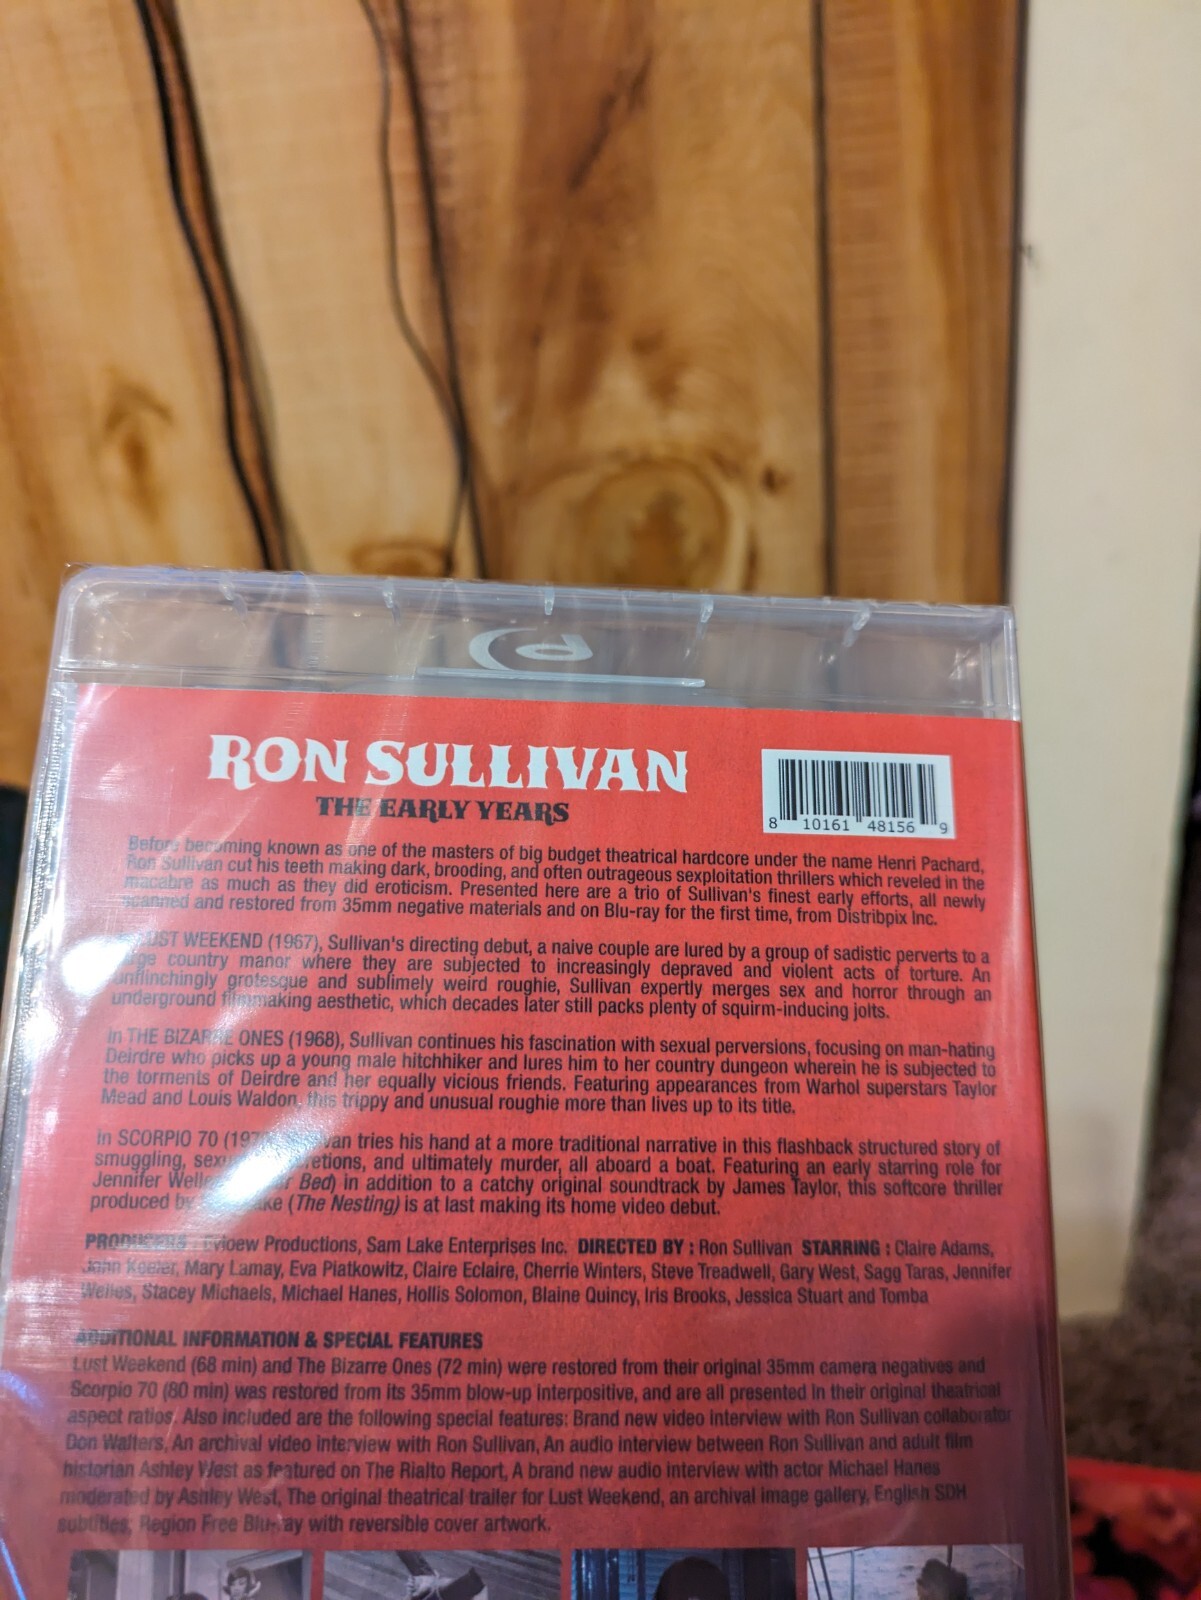 RON SULLIVAN
THE EARLY YEARS
8 10161 48156 9
Before becoming known as one of the masters of big budget theatrical hardcore under the name Henri Pachard,
Ron Sullivan cut his teeth making dark, brooding, and often outrageous sexploitation thrillers which reveled in the
macabre as much as they did eroticism. Presented here are a trio of Sullivan's finest early efforts, all newly
scanned and restored from 35mm negative materials and on Blu-ray for the first time, from Distribpix Inc.
LUST WEEKEND (1967), Sullivan's directing debut, a naive couple are lured by a group of sadistic perverts to a
country manor where they are subjected to increasingly depraved and violent acts of torture. An
unflinchingly grotesque and sublimely weird roughie, Sullivan expertly merges sex and horror through an
underground filmmaking aesthetic, which decades later still packs plenty of squirm-inducing jolts.
In THE BIZARRE ONES (1968), Sullivan continues his fascination with sexual perversions, focusing on man-hating
Deirdre who picks up a young male hitchhiker and lures him to her country dungeon wherein he is subjected to
the torments of Deirdre and her equally vicious friends. Featuring appearances from Warhol superstars Taylor
Mead and Louis Waldon, this trippy and unusual roughie more than lives up to its title.
In SCORPIO 70 tries his hand at a more traditional narrative in this flashback structured story of
smuggling, and ultimately murder, all aboard a boat. Featuring an early starring role for
Jennifer Bed) in addition to a catchy original soundtrack by James Taylor, this softcore thriller
produced by (The Nesting) is at last making its home video debut.
PRODUCERS : Evioew Productions, Sam Lake Enterprises Inc. DIRECTED BY : Ron Sullivan STARRING : Claire Adams,
John Keeler, Mary Lamay, Eva Piatkowitz, Claire Eclaire, Cherrie Winters, Steve Treadwell, Gary West, Sagg Taras, Jennifer
Welles, Stacey Michaels, Michael Hanes, Hollis Solomon, Blaine Quincy, Iris Brooks, Jessica Stuart and Tomba
ADDITIONAL INFORMATION & SPECIAL FEATURES
Lust Weekend (68 min) and The Bizarre Ones (72 min) were restored from their original 35mm camera negatives and
Scorpio 70 (80 min) was restored from its 35mm blow-up interpositive, and are all presented in their original theatrical
aspect ratios. Also included are the following special features: Brand new video interview with Ron Sullivan collaborator
Don Walters, An archival video interview with Ron Sullivan, An audio interview between Ron Sullivan and adult film
historian Ashley West as featured on The Rialto Report, A brand new audio interview with actor Michael Hanes
moderated by Ashley West, The original theatrical trailer for Lust Weekend, an archival image gallery, English SDH
subtitles; Region Free Blu-ray with reversible cover artwork.